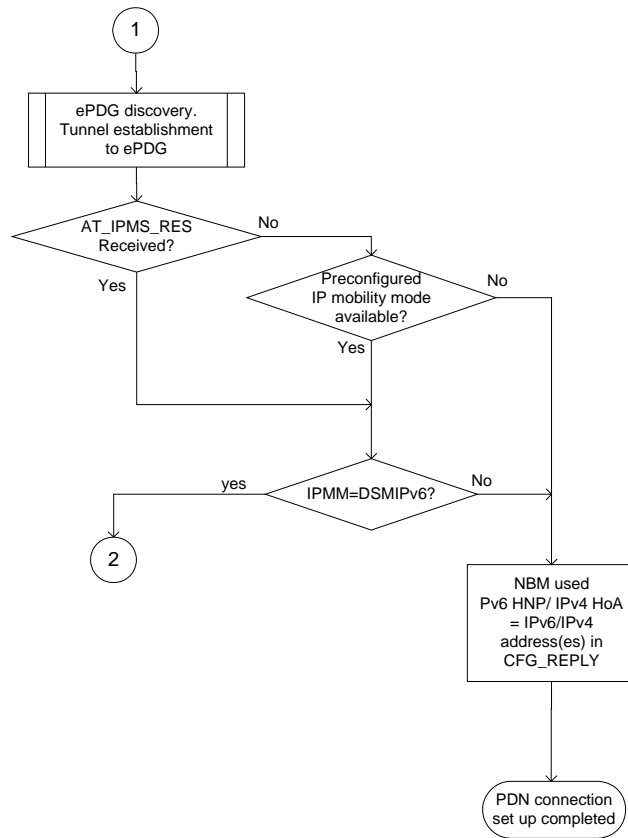 1
ePDG discovery.
Tunnel establishment
to ePDG
AT_IPMS_RES
Received?
No
Yes
Preconfigured
IP mobility mode
available?
No
Yes
IPMM=DSMIPv6?
yes
No
2
NBM used
Pv6 HNP/ IPv4 HoA
= IPv6/IPv4
address(es) in
CFG_REPLY
PDN connection
set up completed